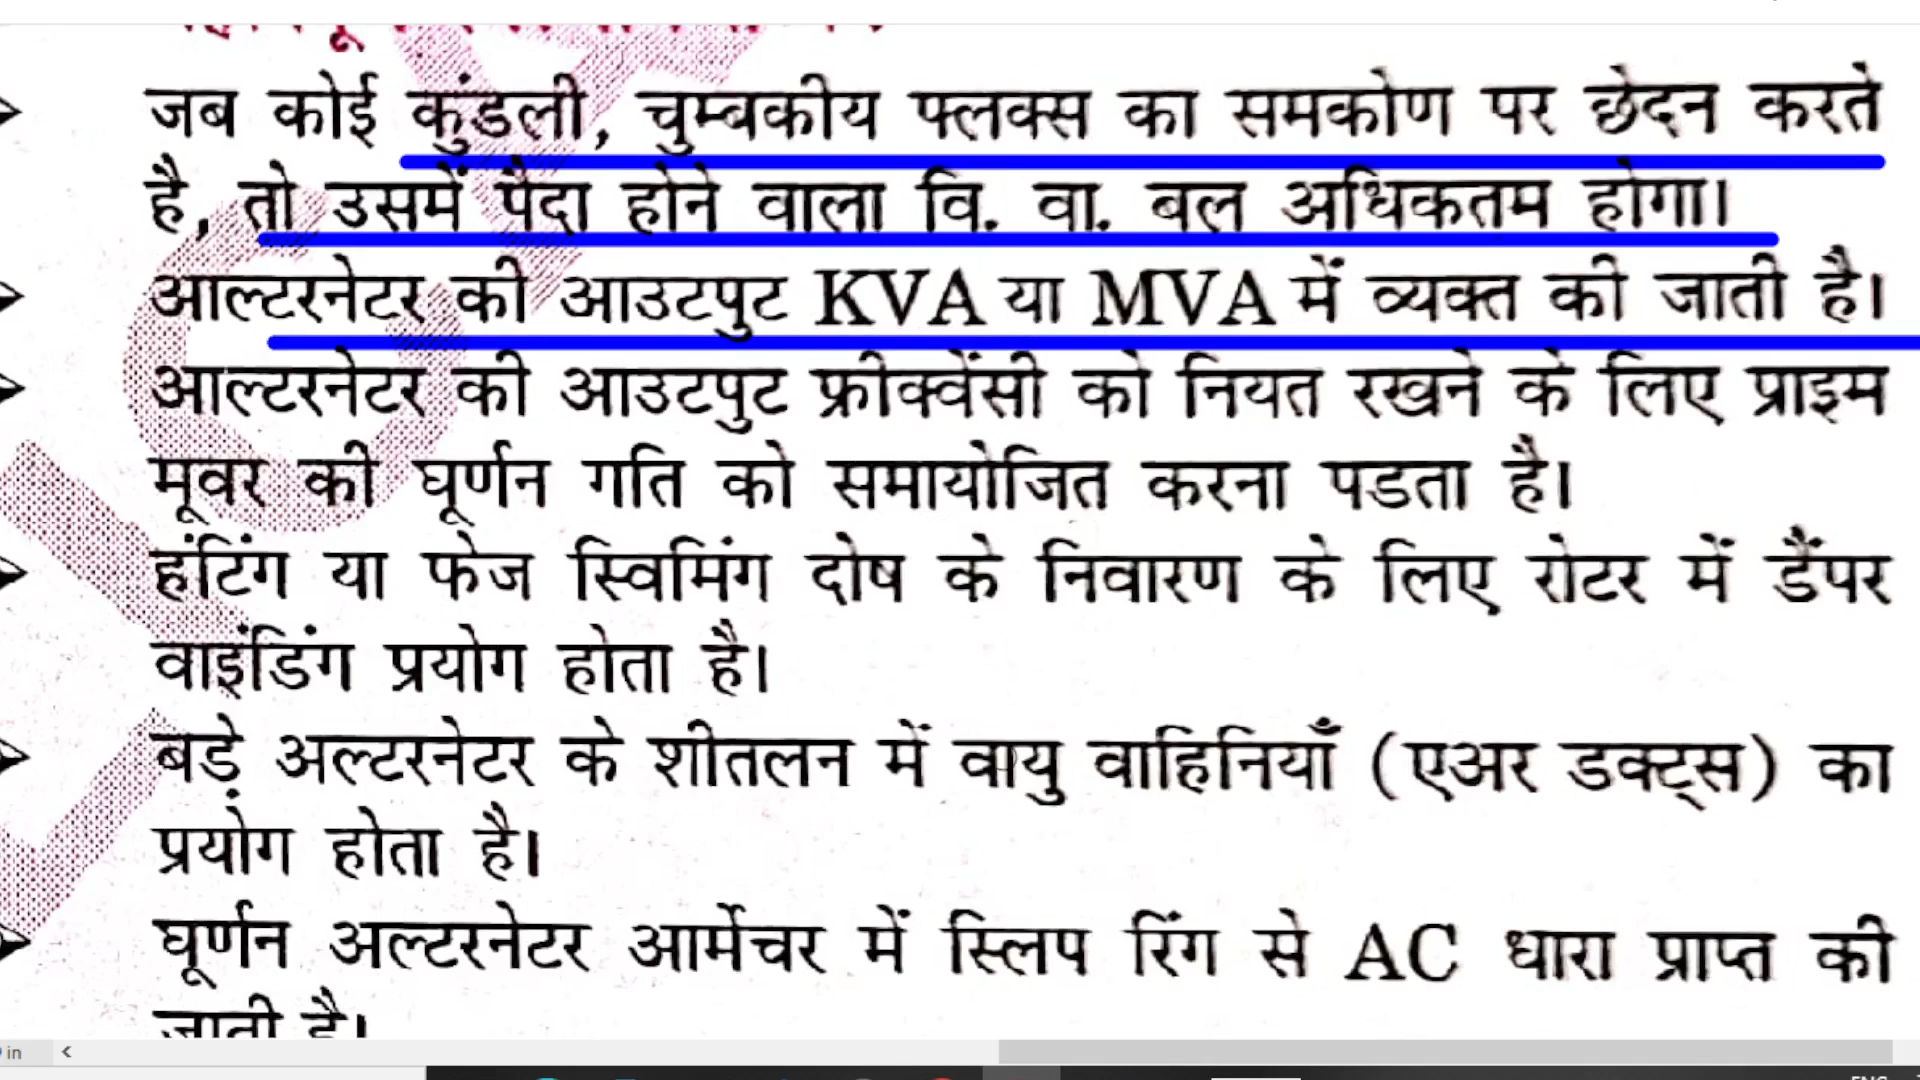 जब कोई कुंडली, चुम्बकीय फ्लक्स का समकोण पर छेदन करते
है, तो उसमें पैदा होने वाला वि. वा. बल अधिकतम होगा।
आल्टरनेटर की आउटपुट KVA या MVA में व्यक्त की जाती है।
आल्टरनेटर की आउटपुट फ्रीक्वेंसी को नियत रखने के लिए प्राइम
मूवर की घूर्णन गति को समायोजित करना पडता है।
हंटिंग या फेज स्विमिंग दोष के निवारण के लिए रोटर में डैंपर
वाइंडिंग प्रयोग होता है।
बड़े अल्टरनेटर के शीतलन में वायु वाहिनियाँ (एअर डक्ट्स) का
प्रयोग होता है।
घूर्णन अल्टरनेटर आर्मेचर में स्लिप रिंग से AC धारा प्राप्त की
जाती है।
in